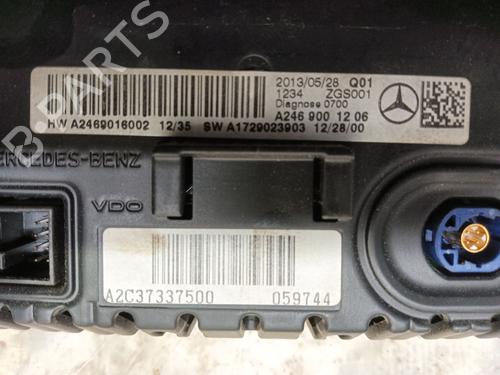 2013/05/28 Q01
1234 ZGS001
Diagnose 0700
A246 900 12 06
HW A2469016002 12/35 SW A1729023903 12/28/00
MERCEDES-BENZ
VDO
A2C37337500 059744
B-PARTS